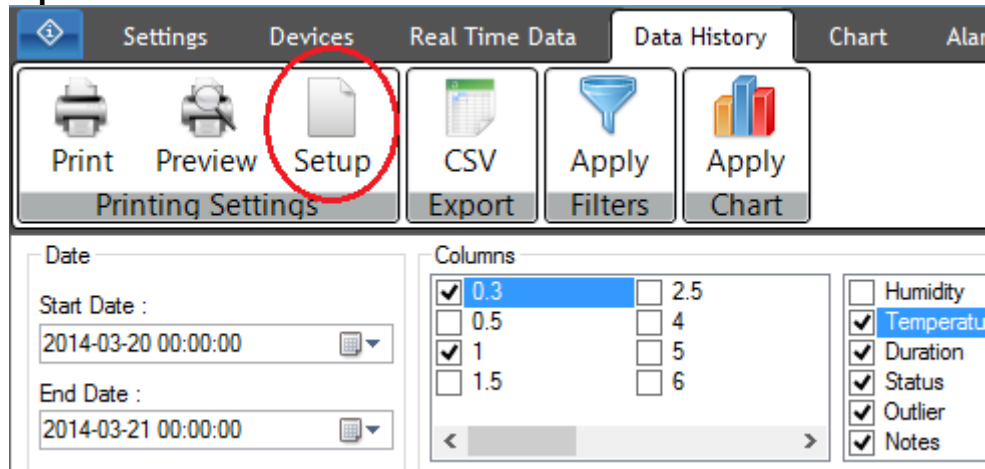 Settings Devices Real Time Data Data History Chart
Print Preview Setup CSV Apply Apply
Printing Settings Export Filters Chart
Date Columns
0.3 2.5 Humidity
Start Date :
0.5 4
2014-03-20 00:00:00
1 5 Duration
1.5 6 Status
End Date :
Outlier
2014-03-21 00:00:00
Notes